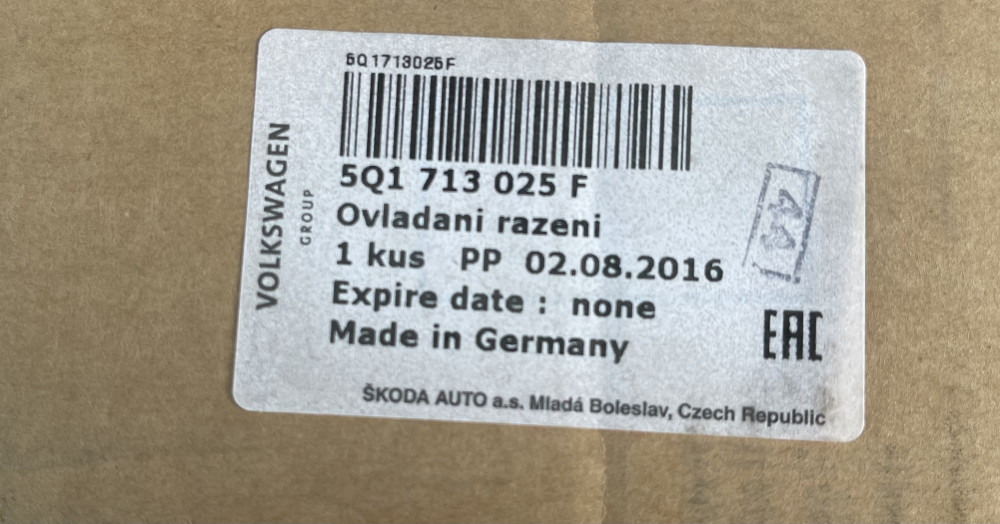 5Q1713025F
5Q1 713 025 F
Ovladani razeni
1 kus PP 02.08.2016
Expire date : none
Made in Germany
ŠKODA AUTO a.s. Mladá Boleslav, Czech Republic
VOLKSWAGEN
GROUP
44
EAC